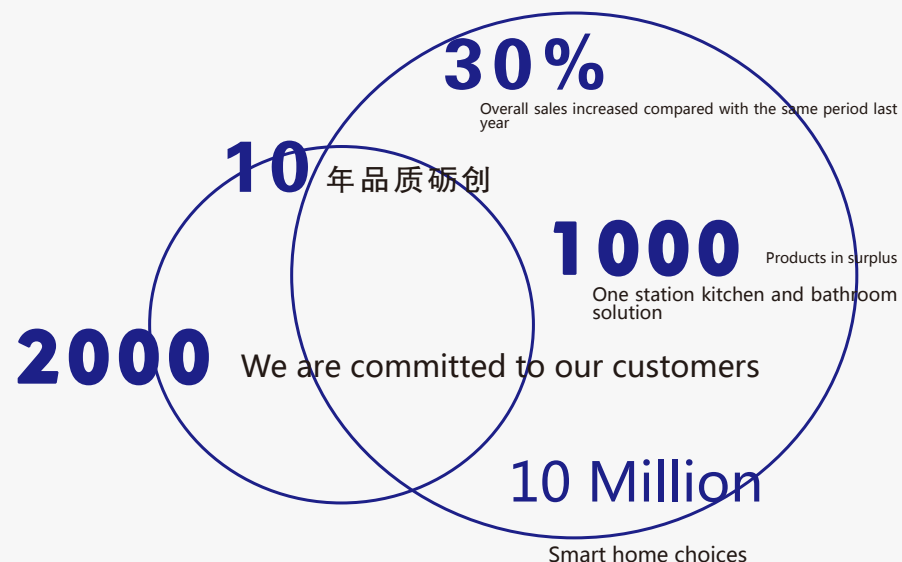 30%
Overall sales increased compared with the same period last
year
10 年品质砺创
1000 Products in surplus
One station kitchen and bathroom
solution
2000 We are committed to our customers
10 Million
Smart home choices